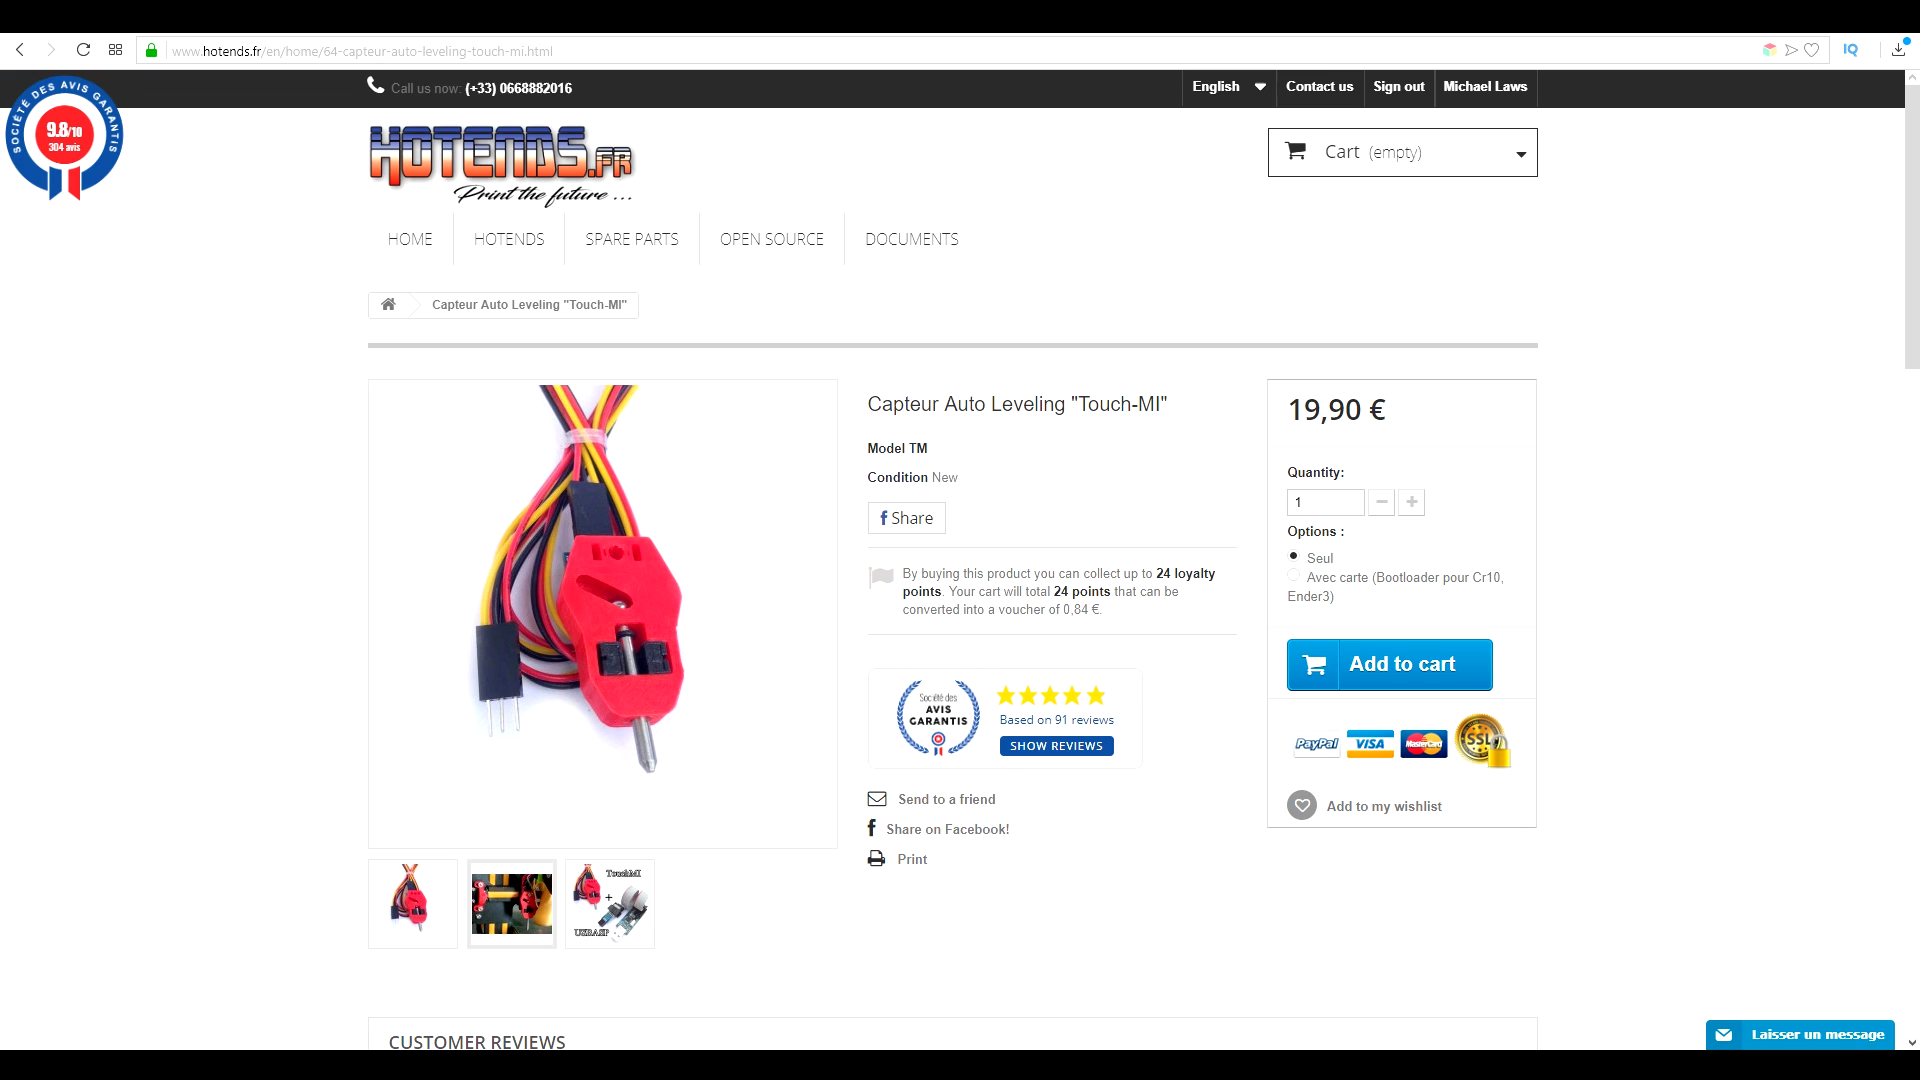 www.hotends.fr/en/home/64-capteur-auto-leveling-touch-mi.html
IQ
SOCIÉTÉ DES AVIS GARANTIS
9.8/10
304 avis
Call us now: (+33) 0668882016
English
Contact us
Sign out
Michael Laws
HOTENDS.FR
Print the future ...
Cart (empty)
HOME
HOTENDS
SPARE PARTS
OPEN SOURCE
DOCUMENTS
Capteur Auto Leveling "Touch-MI"
Capteur Auto Leveling "Touch-MI"
Model TM
Condition New
Share
By buying this product you can collect up to 24 loyalty
points. Your cart will total 24 points that can be
converted into a voucher of 0,84 €.
Société des
AVIS
GARANTIS
Based on 91 reviews
SHOW REVIEWS
Send to a friend
Share on Facebook!
Print
19,90 €
Quantity:
1
Options :
Seul
Avec carte (Bootloader pour Cr10,
Ender3)
Add to cart
PayPal
VISA
MasterCard
SSL
Add to my wishlist
TouchMI
+
USBASP
CUSTOMER REVIEWS
Laisser un message